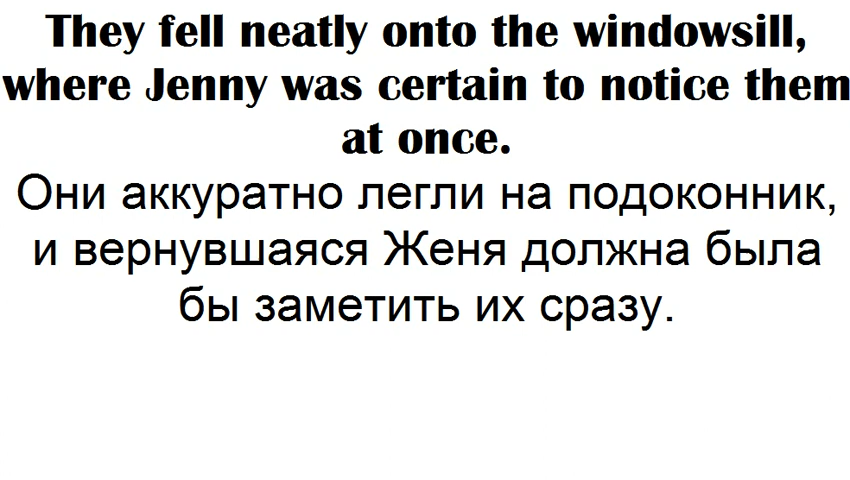 They fell neatly onto the windowsill,
where Jenny was certain to notice them
at once.
Они аккуратно легли на подоконник,
и вернувшаяся Женя должна была
бы заметить их сразу.